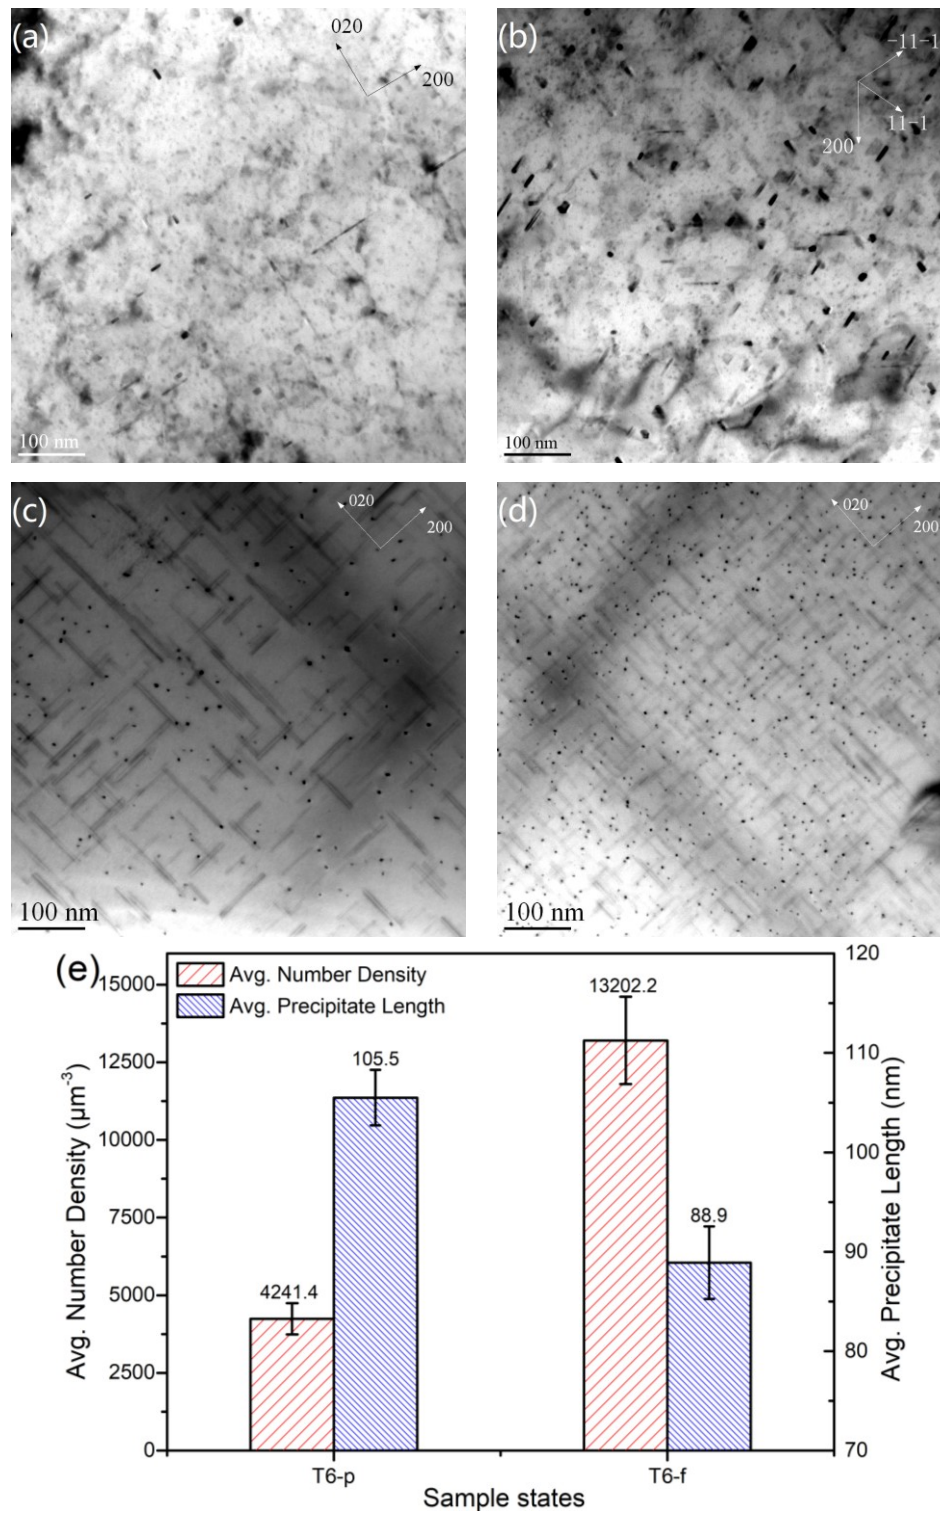 (a)
020
200
100 nm
(b)
-11-1
11-1
200
100 nm
(c)
020
200
100 nm
(d)
020
200
100 nm
(e)
Avg. Number Density
Avg. Precipitate Length
15000
12500
10000
7500
5000
2500
0
Avg. Number Density (μm-3)
4241.4
105.5
13202.2
88.9
120
110
100
90
80
70
Avg. Precipitate Length (nm)
T6-p
T6-f
Sample states